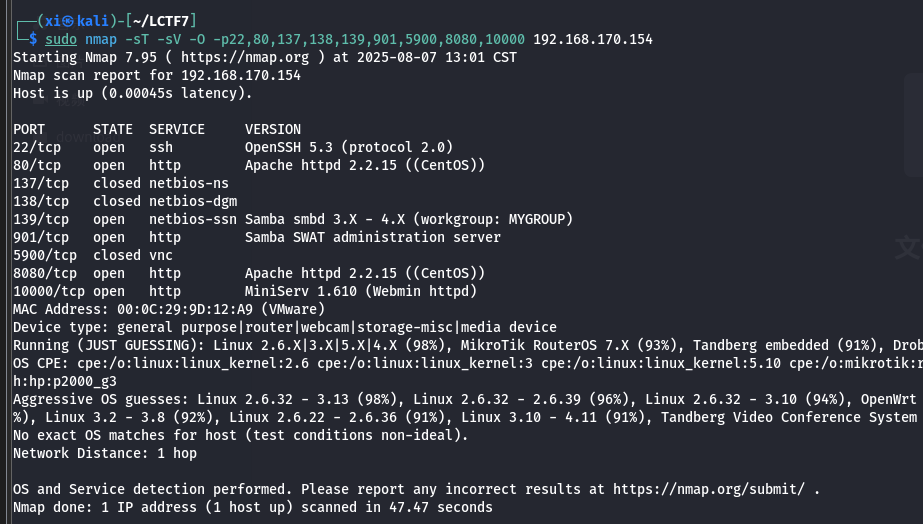 ┌──(xi㉿kali)-[~/LCTF7]
└─$ sudo nmap -sT -sV -O -p22,80,137,138,139,901,5900,8080,10000 192.168.170.154
Starting Nmap 7.95 ( https://nmap.org ) at 2025-08-07 13:01 CST
Nmap scan report for 192.168.170.154
Host is up (0.00045s latency).
PORT      STATE  SERVICE     VERSION
22/tcp    open   ssh         OpenSSH 5.3 (protocol 2.0)
80/tcp    open   http        Apache httpd 2.2.15 ((CentOS))
137/tcp   closed netbios-ns
138/tcp   closed netbios-dgm
139/tcp   open   netbios-ssn Samba smbd 3.X - 4.X (workgroup: MYGROUP)
901/tcp   open   http        Samba SWAT administration server
5900/tcp  closed vnc
8080/tcp  open   http        Apache httpd 2.2.15 ((CentOS))
10000/tcp open   http        MiniServ 1.610 (Webmin httpd)
MAC Address: 00:0C:29:9D:12:A9 (VMware)
Device type: general purpose|router|webcam|storage-misc|media device
Running (JUST GUESSING): Linux 2.6.X|3.X|5.X|4.X (98%), MikroTik RouterOS 7.X (93%), Tandberg embedded (91%), Drob
OS CPE: cpe:/o:linux:linux_kernel:2.6 cpe:/o:linux:linux_kernel:3 cpe:/o:linux:linux_kernel:5.10 cpe:/o:mikrotik:r
h:hp:p2000_g3
Aggressive OS guesses: Linux 2.6.32 - 3.13 (98%), Linux 2.6.32 - 2.6.39 (96%), Linux 2.6.32 - 3.10 (94%), OpenWrt
%), Linux 3.2 - 3.8 (92%), Linux 2.6.22 - 2.6.36 (91%), Linux 3.10 - 4.11 (91%), Tandberg Video Conference System
No exact OS matches for host (test conditions non-ideal).
Network Distance: 1 hop
OS and Service detection performed. Please report any incorrect results at https://nmap.org/submit/ .
Nmap done: 1 IP address (1 host up) scanned in 47.47 seconds
文